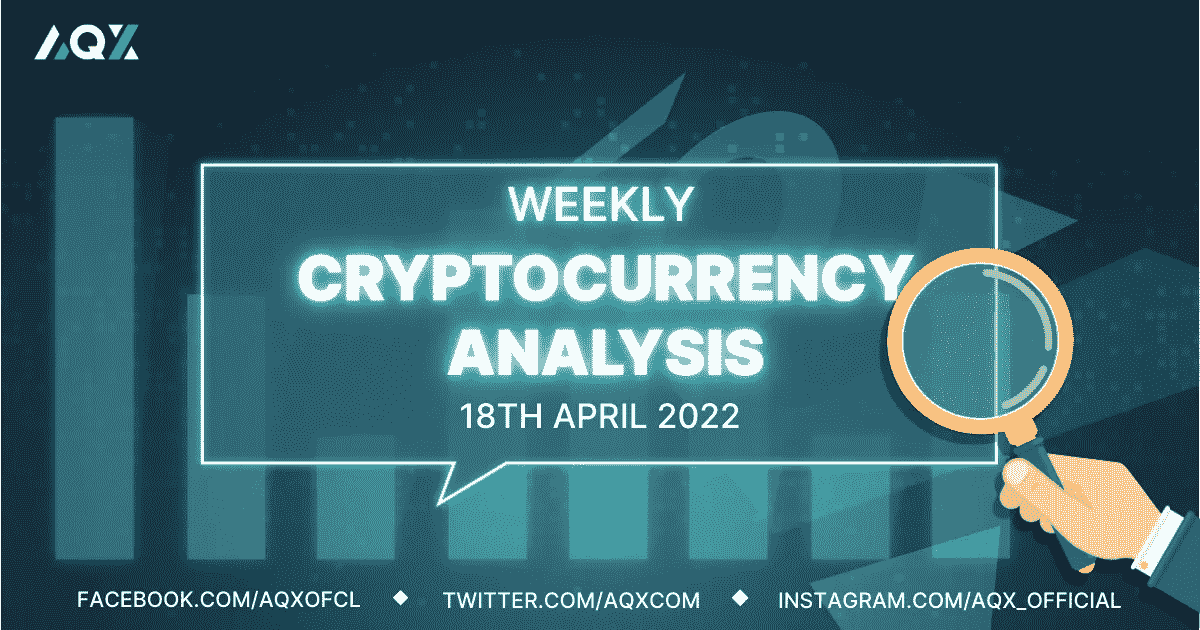 AQX
WEEKLY
CRYPTOCURRENCY
ANALYSIS
18TH APRIL 2022
FACEBOOK.COM/AQXOFCL ◆ TWITTER.COM/AQXCOM ◆ INSTAGRAM.COM/AQX_OFFICIAL